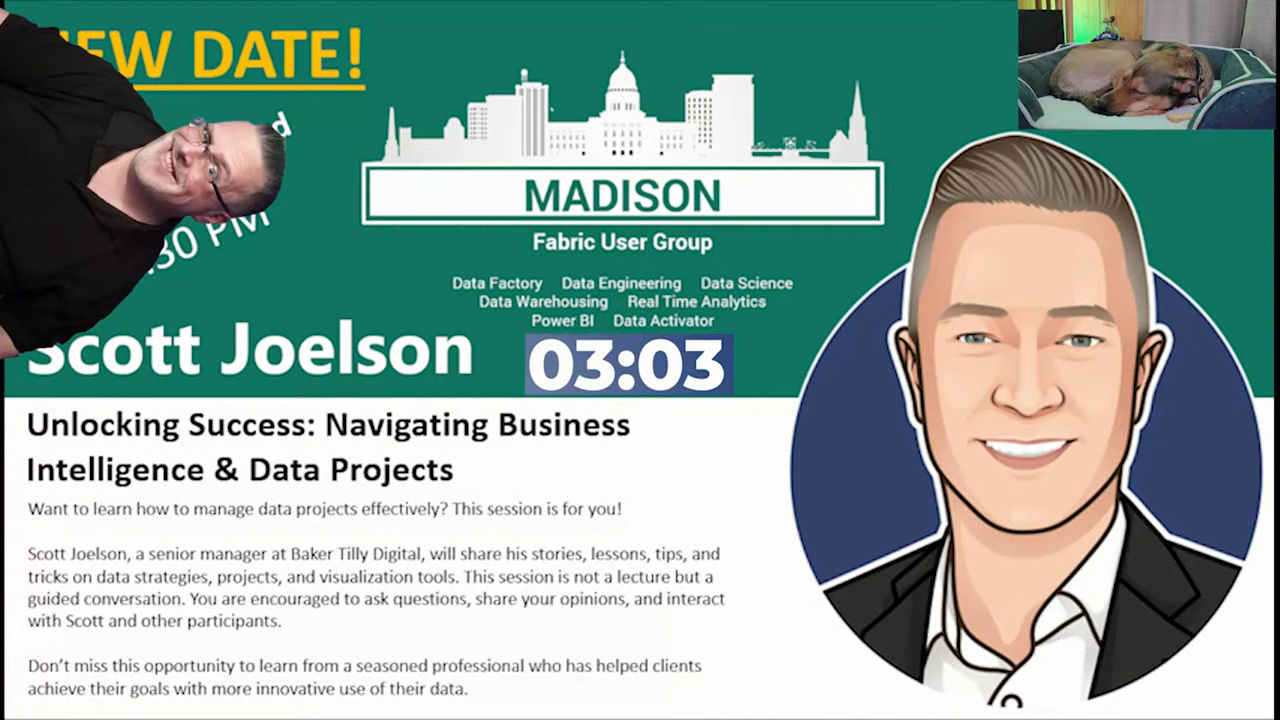 NEW DATE!
:30 PM
MADISON
Fabric User Group
Data Factory Data Engineering Data Science
Data Warehousing Real Time Analytics
Power BI Data Activator
Scott Joelson
03:03
Unlocking Success: Navigating Business
Intelligence & Data Projects
Want to learn how to manage data projects effectively? This session is for you!
Scott Joelson, a senior manager at Baker Tilly Digital, will share his stories, lessons, tips, and
tricks on data strategies, projects, and visualization tools. This session is not a lecture but a
guided conversation. You are encouraged to ask questions, share your opinions, and interact
with Scott and other participants.
Don't miss this opportunity to learn from a seasoned professional who has helped clients
achieve their goals with more innovative use of their data.